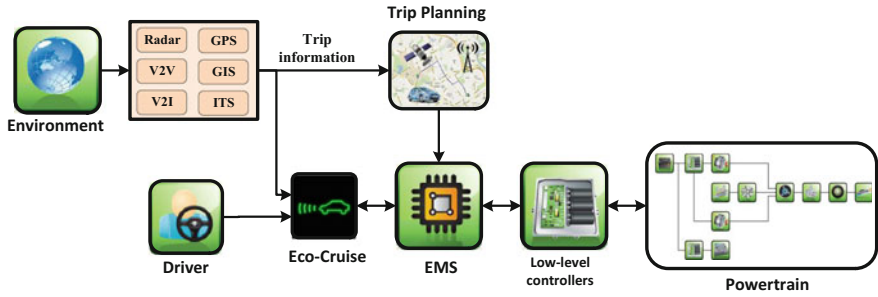 Trip Planning
Radar GPS
Trip information
V2V GIS
V2I ITS
Environment
Driver
Eco-Cruise
EMS
Low-level controllers
Powertrain